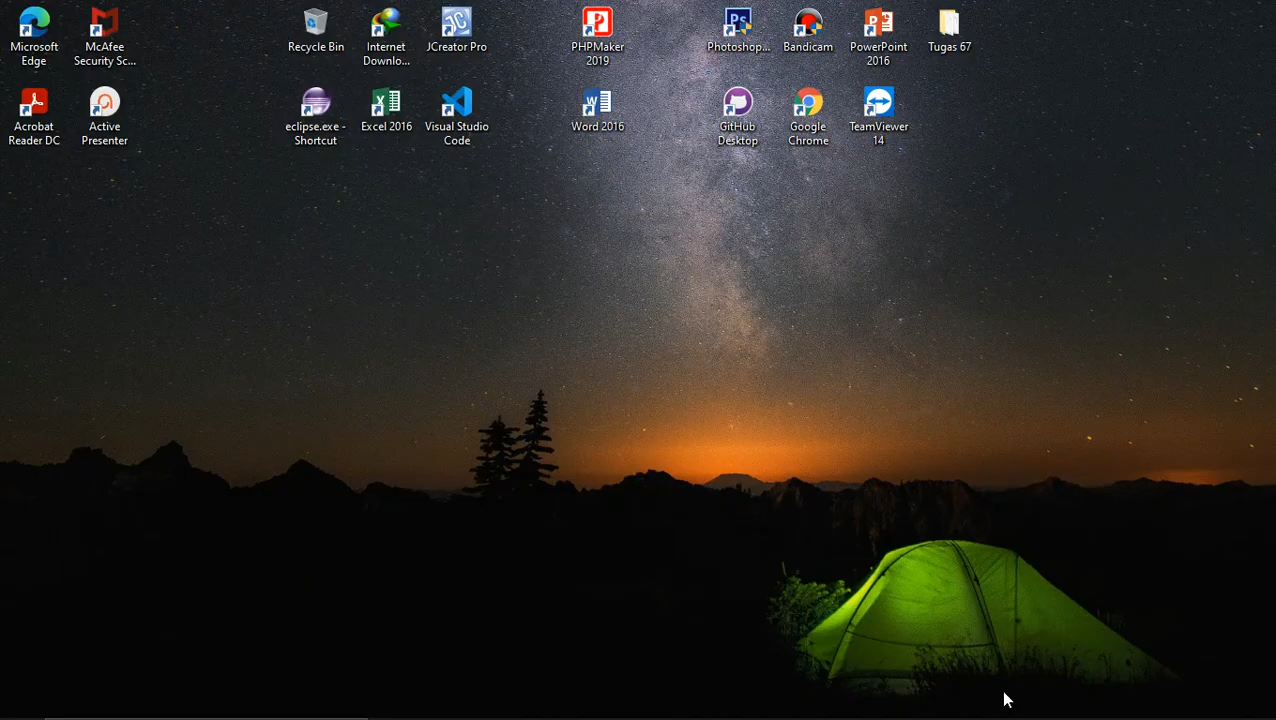 Microsoft
Edge
McAfee
Security Sc...
Recycle Bin
Internet
Downlo...
JCreator Pro
PHPMaker
2019
Photoshop...
Bandicam
PowerPoint
2016
Tugas 67
Acrobat
Reader DC
Active
Presenter
eclipse.exe -
Shortcut
Excel 2016
Visual Studio
Code
Word 2016
GitHub
Desktop
Google
Chrome
TeamViewer
14